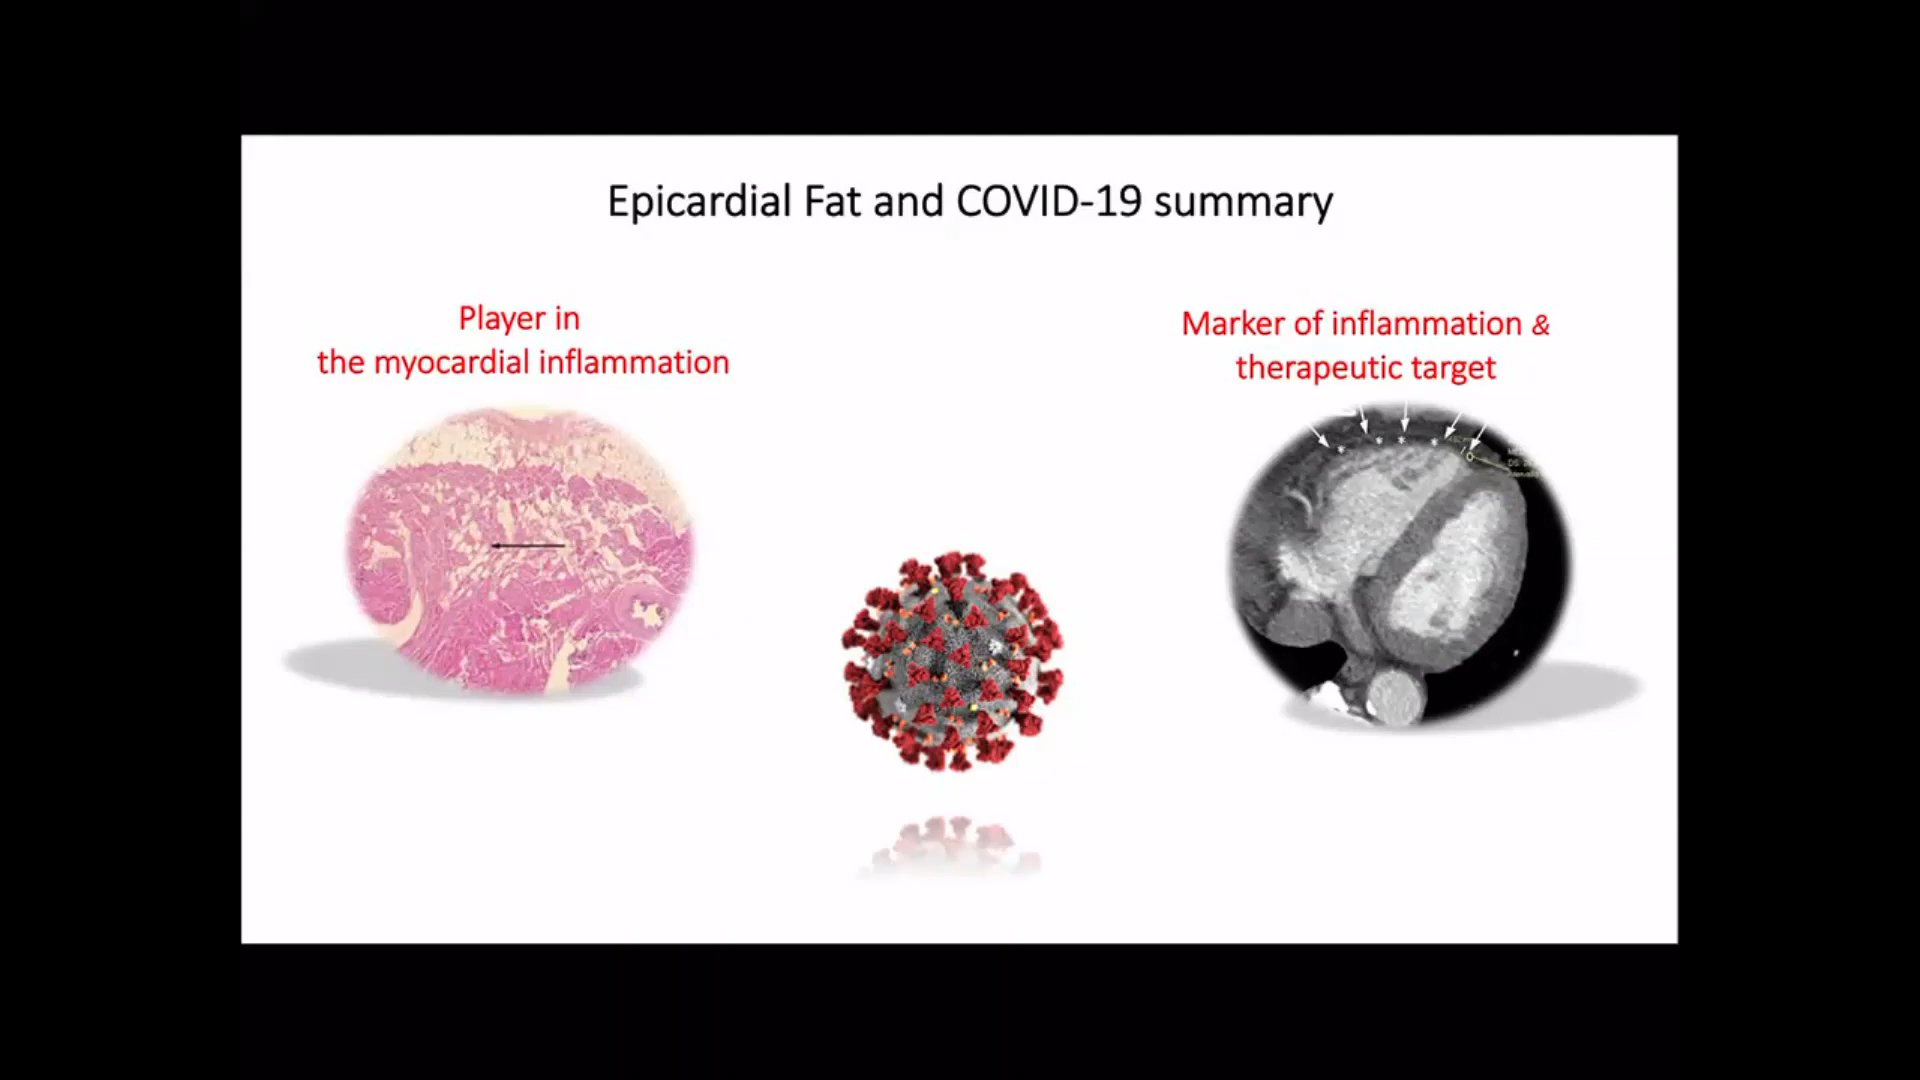 Epicardial Fat and COVID-19 summary
Player in
the myocardial inflammation
Marker of inflammation &
therapeutic target